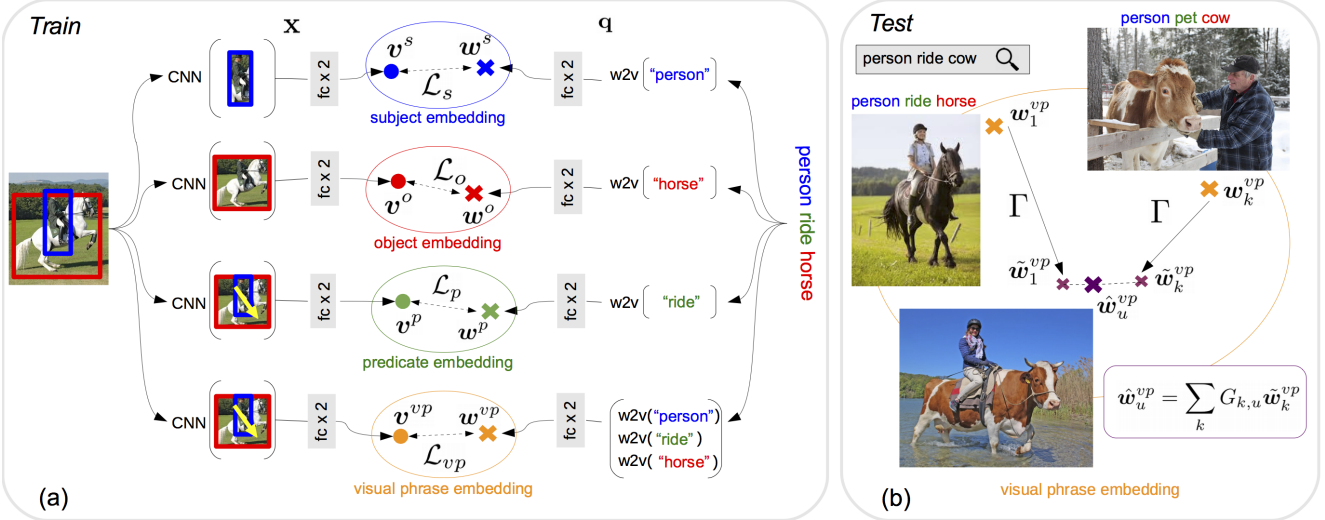 Train
x
q
CNN
fc x 2
v^s
w^s
L_s
fc x 2
w2v ( “person” )
subject embedding
CNN
fc x 2
v^o
L_o
w^o
fc x 2
w2v ( “horse” )
object embedding
CNN
fc x 2
L_p
v^p
w^p
fc x 2
w2v ( “ride” )
predicate embedding
CNN
fc x 2
v^{vp}
w^{vp}
L_{vp}
fc x 2
w2v(“person”)
w2v( “ride” )
w2v( “horse” )
visual phrase embedding
person ride horse
(a)
Test
person ride cow
person pet cow
person ride horse
w_1^{vp}
w_k^{vp}
Γ
Γ
w̃_1^{vp}
w̃_k^{vp}
ŵ_u^{vp}
ŵ_u^{vp} = ∑_k G_{k,u} w̃_k^{vp}
(b)
visual phrase embedding